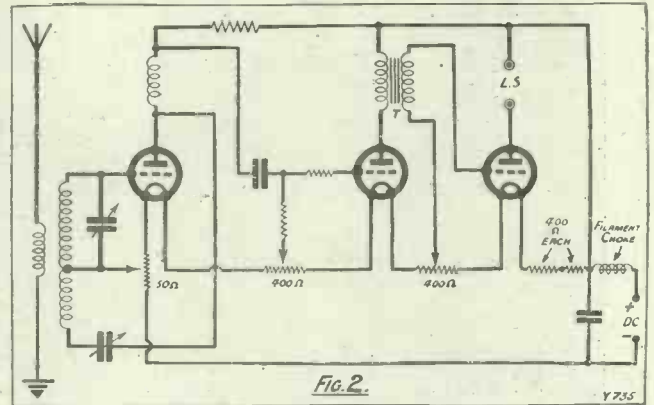 T
L.S
50Ω
400Ω
400Ω
400
Ω
EACH
FILAMENT
CHOKE
+
DC
-
FIG. 2.
Y735